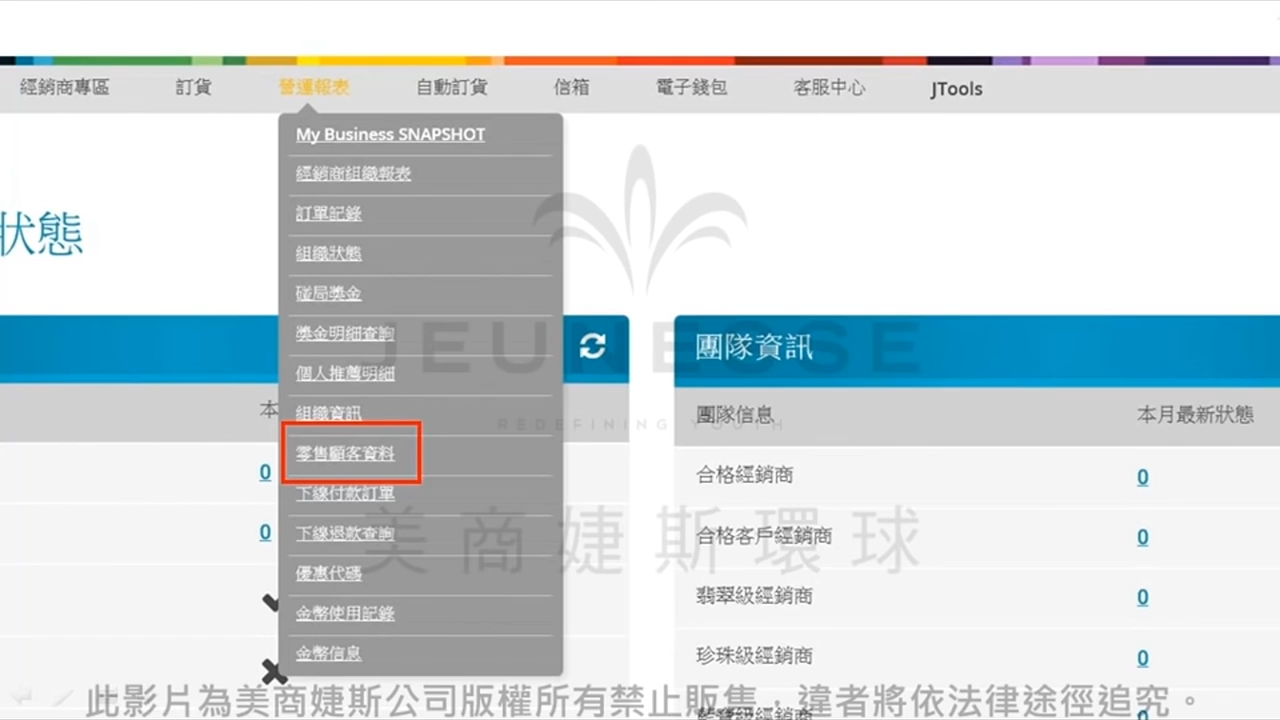 經銷商專區 訂貨 營運報表 自動訂貨 信箱 電子錢包 客服中心 JTools
My Business SNAPSHOT
經銷商組織報表
訂單記錄
組織狀態
碰局獎金
獎金明細查詢
個人推薦明細
組織資訊
零售顧客資料
下線付款訂單
下線退款查詢
優惠代碼
金幣使用記錄
金幣信息
狀態
本
0
0
團隊資訊
團隊信息 本月最新狀態
合格經銷商 0
合格客戶經銷商 0
翡翠級經銷商 0
珍珠級經銷商 0
JEUNESSE
REDEFINING YOUTH
美商婕斯環球
此影片為美商婕斯公司版權所有禁止販售，違者將依法律途徑追究。